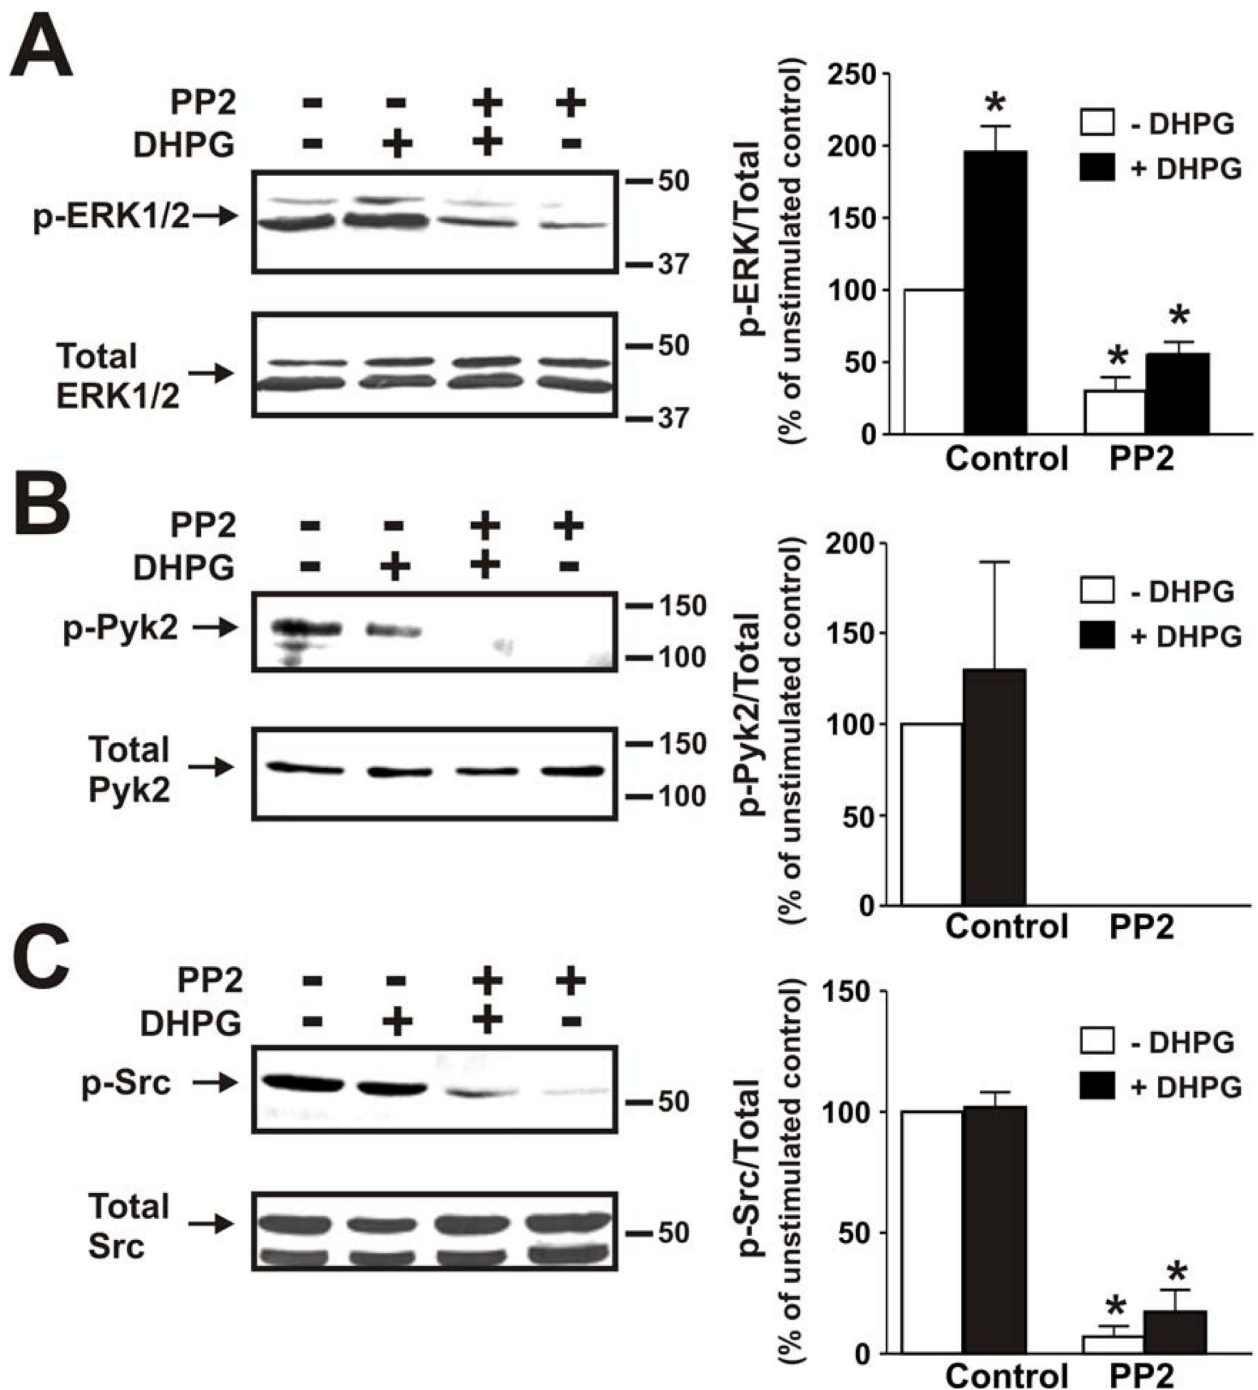 A
PP2 - - + +
DHPG - + + -
p-ERK1/2
50
37
Total
ERK1/2
50
37
p-ERK/Total
(% of unstimulated control)
250
200
150
100
50
0
*
* *
- DHPG
+ DHPG
Control PP2
B
PP2 - - + +
DHPG - + + -
p-Pyk2
150
100
Total
Pyk2
150
100
p-Pyk2/Total
(% of unstimulated control)
200
150
100
50
0
- DHPG
+ DHPG
Control PP2
C
PP2 - - + +
DHPG - + + -
p-Src
50
Total
Src
50
p-Src/Total
(% of unstimulated control)
150
100
50
0
* *
- DHPG
+ DHPG
Control PP2